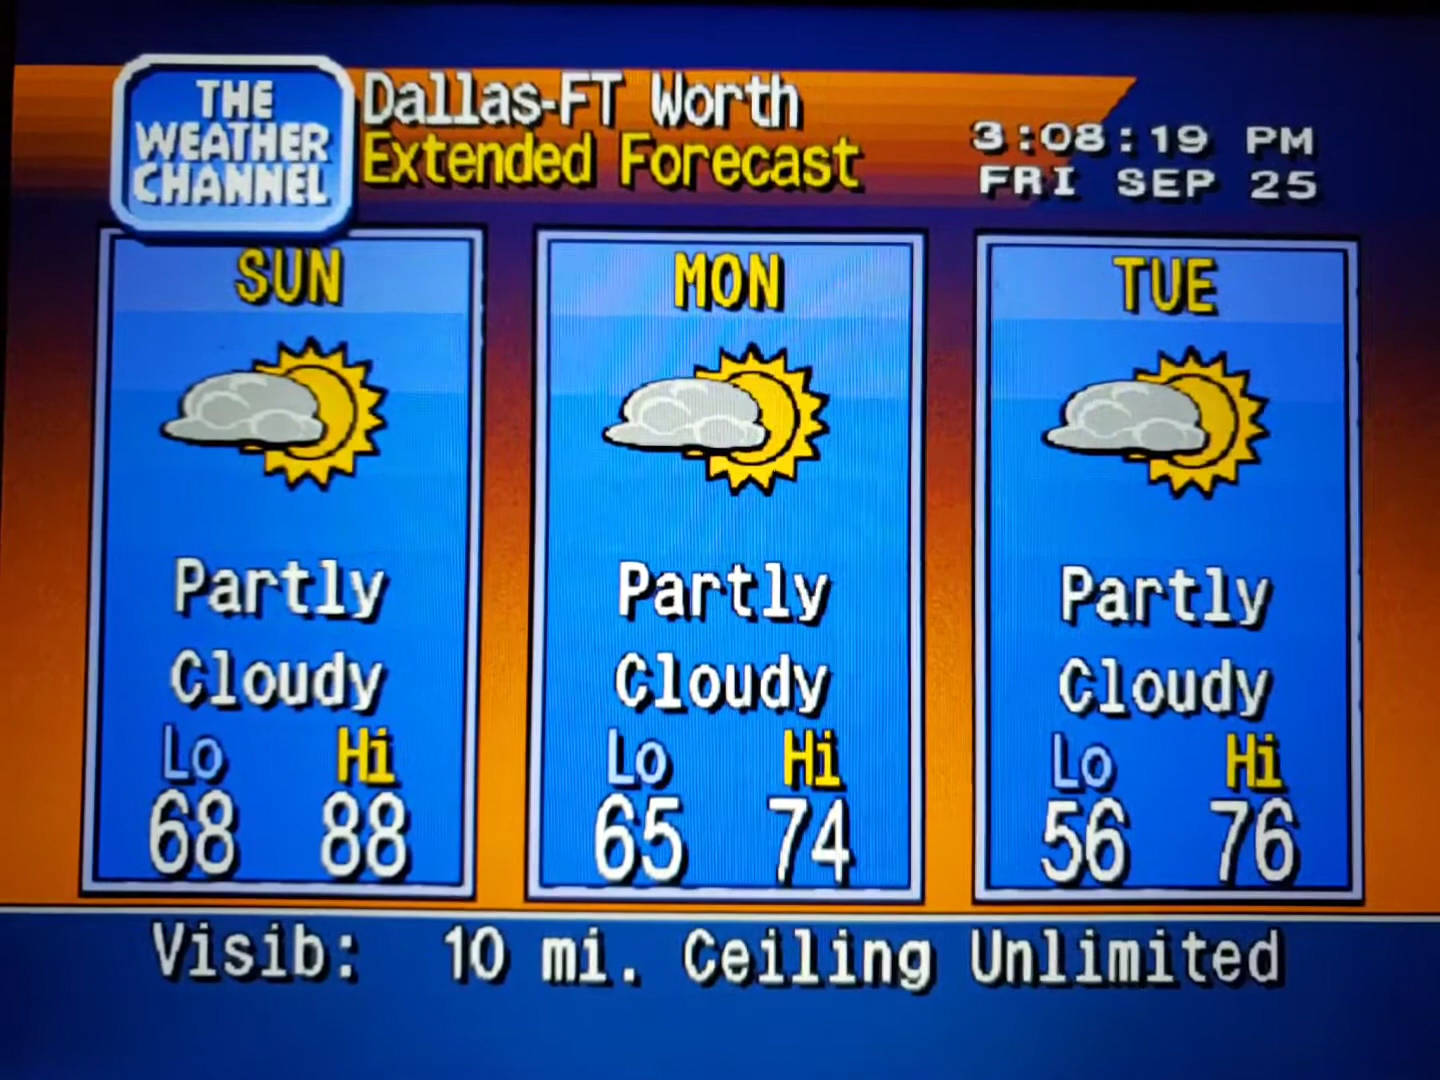 THE
WEATHER
CHANNEL
Dallas-FT Worth
Extended Forecast
3:08:19 PM
FRI SEP 25
SUN
Partly
Cloudy
Lo Hi
68 88
MON
Partly
Cloudy
Lo Hi
65 74
TUE
Partly
Cloudy
Lo Hi
56 76
Visib: 10 mi. Ceiling Unlimited